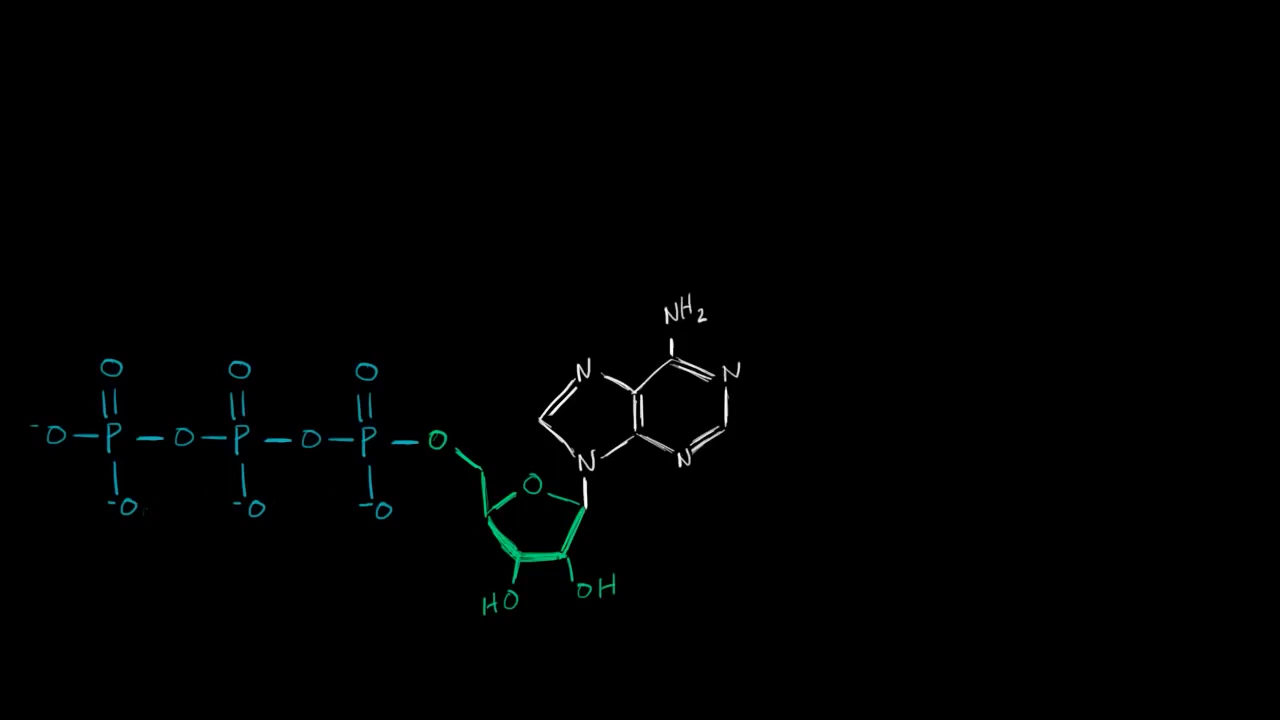 NH2
N N
O O O
⁻O P O P O P O
N N
O
⁻O ⁻O ⁻O
HO OH